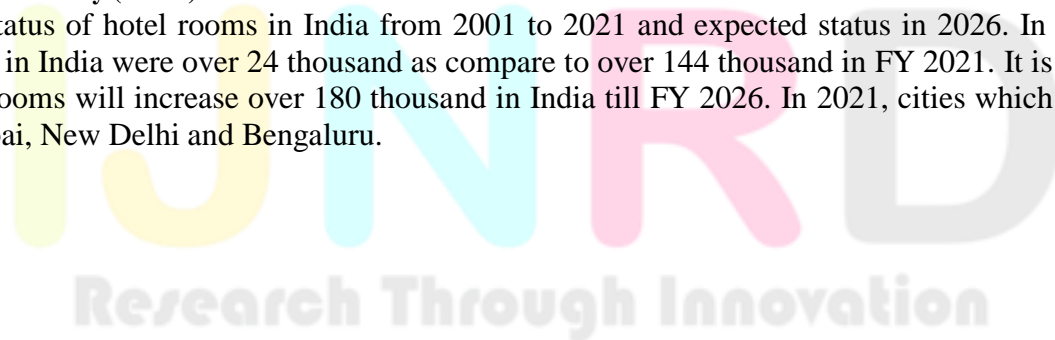 tatus of hotel rooms in India from 2001 to 2021 and expected status in 2026. In
in India were over 24 thousand as compare to over 144 thousand in FY 2021. It is
ooms will increase over 180 thousand in India till FY 2026. In 2021, cities which
ai, New Delhi and Bengaluru.
IJNRD
Research Through Innovation